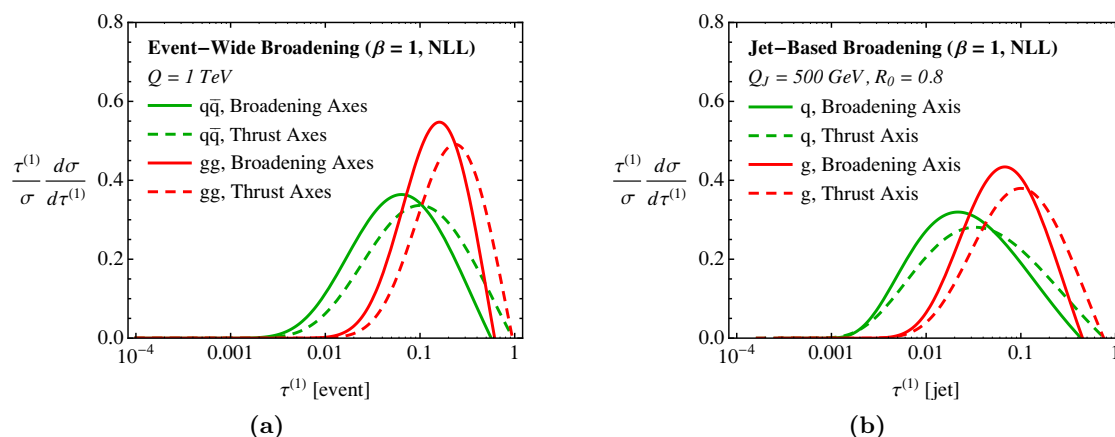 Event−Wide Broadening (β = 1, NLL)
Q = 1 TeV
qq̄, Broadening Axes
qq̄, Thrust Axes
gg, Broadening Axes
gg, Thrust Axes
τ⁽¹⁾/σ dσ/dτ⁽¹⁾
0.8
0.6
0.4
0.2
0.0
10⁻⁴ 0.001 0.01 0.1 1
τ⁽¹⁾ [event]
(a)
Jet−Based Broadening (β = 1, NLL)
Q_J = 500 GeV, R₀ = 0.8
q, Broadening Axis
q, Thrust Axis
g, Broadening Axis
g, Thrust Axis
τ⁽¹⁾/σ dσ/dτ⁽¹⁾
0.8
0.6
0.4
0.2
0.0
10⁻⁴ 0.001 0.01 0.1 1
τ⁽¹⁾ [jet]
(b)